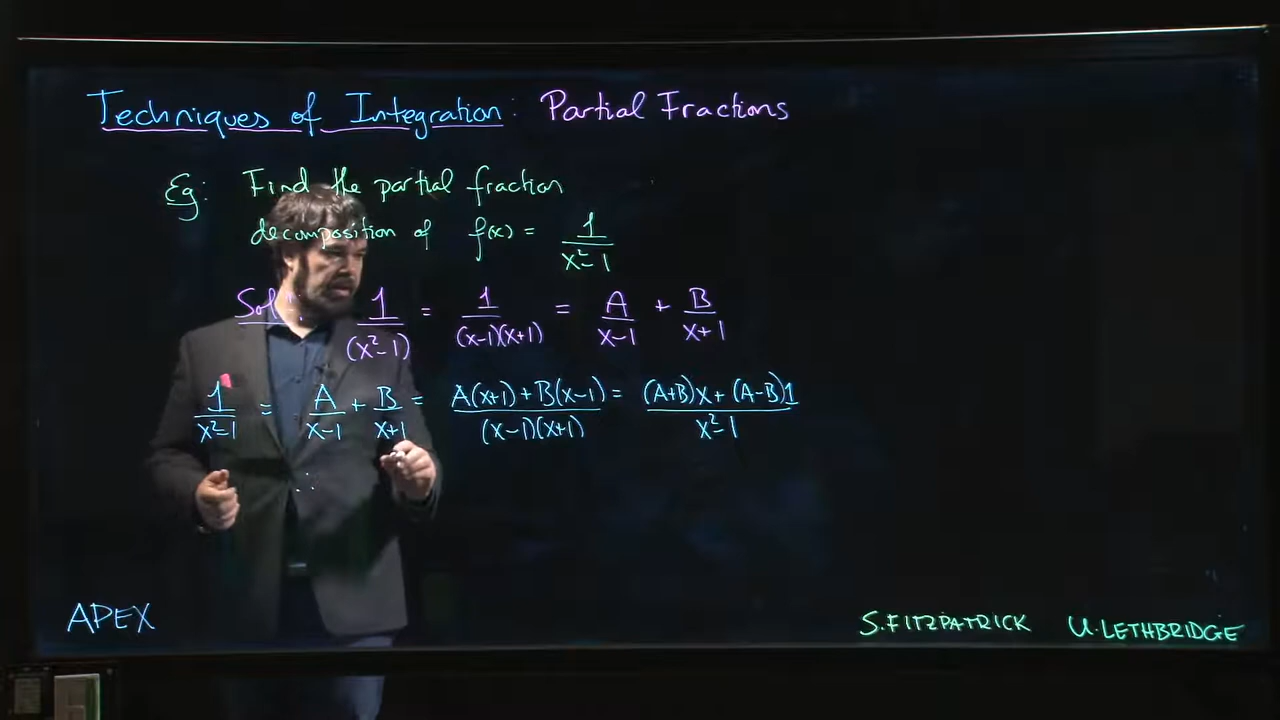 Techniques of Integration: Partial Fractions
Eg: Find the partial fraction
decomposition of f(x) = 1/(x²-1)
Sol'n: 1/(x²-1) = 1/((x-1)(x+1)) = A/(x-1) + B/(x+1)
1/(x²-1) = A/(x-1) + B/(x+1) = (A(x+1) + B(x-1))/((x-1)(x+1)) = ((A+B)x + (A-B)1)/(x²-1)
APEX
S.FITZPATRICK U.LETHBRIDGE